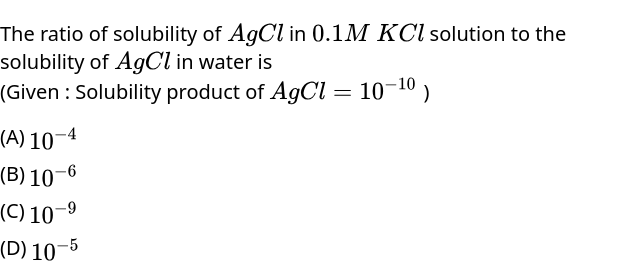 The ratio of solubility of AgCl in 0.1M KCl solution to the
solubility of AgCl in water is
(Given : Solubility product of AgCl = 10⁻¹⁰ )
(A) 10⁻⁴
(B) 10⁻⁶
(C) 10⁻⁹
(D) 10⁻⁵